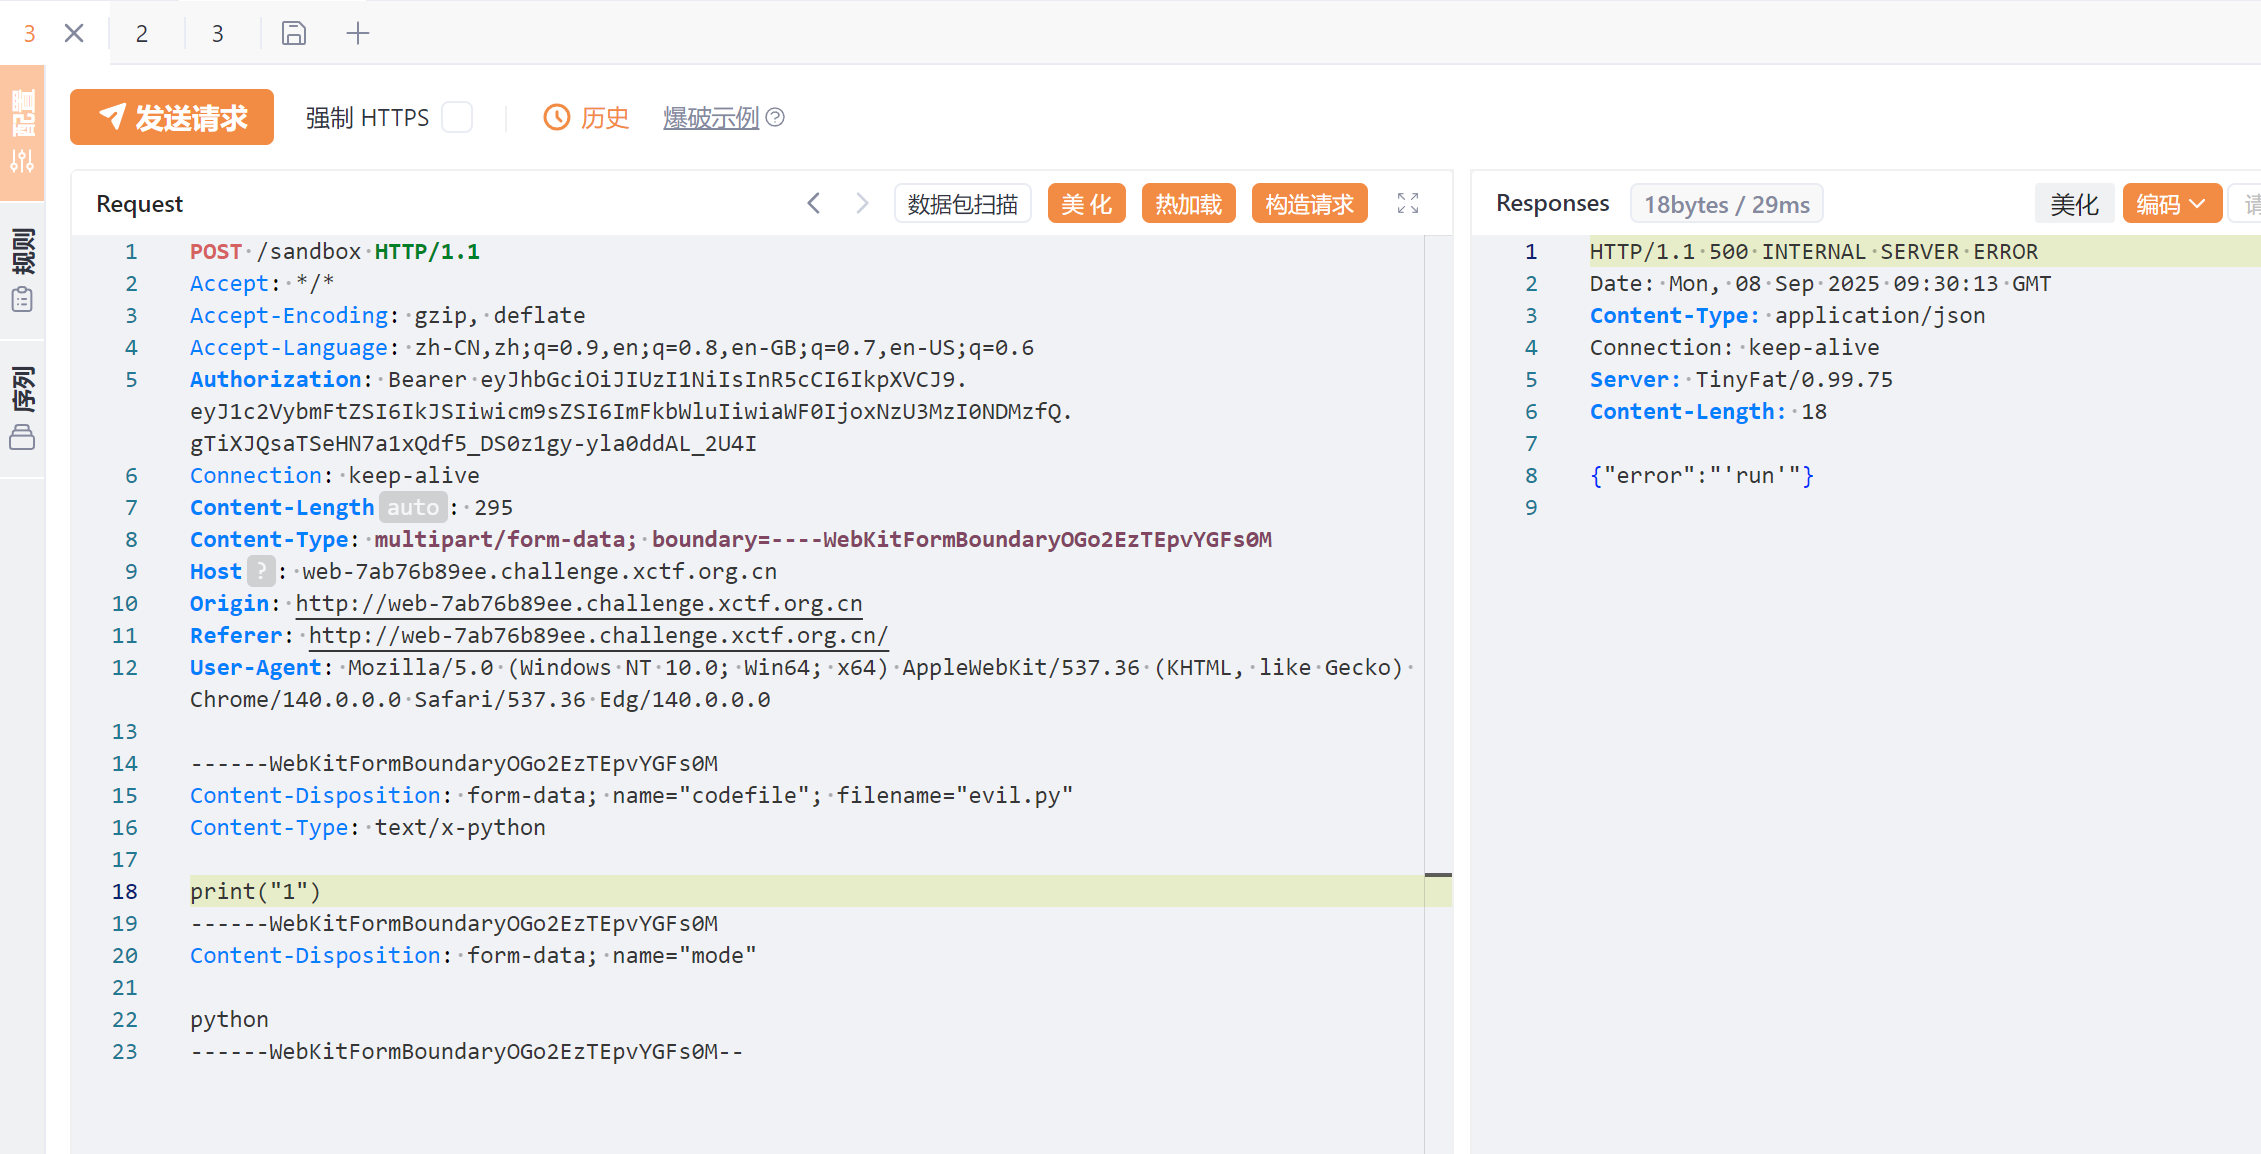 3 2 3
配置
规则
序列
发送请求 强制 HTTPS 历史 爆破示例
Request 数据包扫描 美 化 热加载 构造请求
1 POST /sandbox HTTP/1.1
2 Accept: */*
3 Accept-Encoding: gzip, deflate
4 Accept-Language: zh-CN,zh;q=0.9,en;q=0.8,en-GB;q=0.7,en-US;q=0.6
5 Authorization: Bearer eyJhbGciOiJIUzI1NiIsInR5cCI6IkpXVCJ9.
eyJ1c2VybmFtZSI6IkJSIiwicm9sZSI6ImFkbWluIiwiaWF0IjoxNzU3MzI0NDMzfQ.
gTiXJQsaTSeHN7a1xQdf5_DS0z1gy-yla0ddAL_2U4I
6 Connection: keep-alive
7 Content-Length auto : 295
8 Content-Type: multipart/form-data; boundary=----WebKitFormBoundaryOGo2EzTEpvYGFs0M
9 Host ? : web-7ab76b89ee.challenge.xctf.org.cn
10 Origin: http://web-7ab76b89ee.challenge.xctf.org.cn
11 Referer: http://web-7ab76b89ee.challenge.xctf.org.cn/
12 User-Agent: Mozilla/5.0 (Windows NT 10.0; Win64; x64) AppleWebKit/537.36 (KHTML, like Gecko)
Chrome/140.0.0.0 Safari/537.36 Edg/140.0.0.0
13
14 ------WebKitFormBoundaryOGo2EzTEpvYGFs0M
15 Content-Disposition: form-data; name="codefile"; filename="evil.py"
16 Content-Type: text/x-python
17
18 print("1")
19 ------WebKitFormBoundaryOGo2EzTEpvYGFs0M
20 Content-Disposition: form-data; name="mode"
21
22 python
23 ------WebKitFormBoundaryOGo2EzTEpvYGFs0M--
Responses 18bytes / 29ms 美化 编码
1 HTTP/1.1 500 INTERNAL SERVER ERROR
2 Date: Mon, 08 Sep 2025 09:30:13 GMT
3 Content-Type: application/json
4 Connection: keep-alive
5 Server: TinyFat/0.99.75
6 Content-Length: 18
7
8 {"error":"'run'"}
9